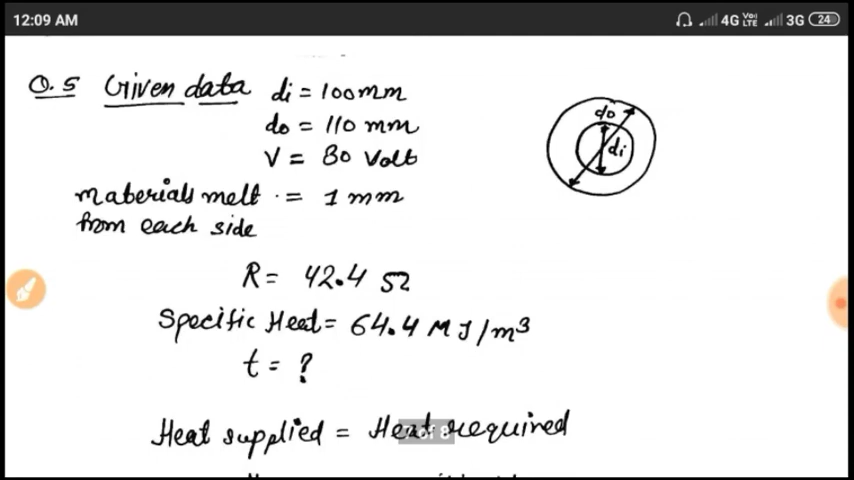 12:09 AM 4G VoLTE 3G 24
Q.5 Given data di = 100mm
do = 110 mm
V = 80 Volt
materials melt = 1 mm
from each side
R = 42.4 Ω
Specific Heat = 64.4 MJ/m³
t = ?
Heat supplied = Heat required
do
di